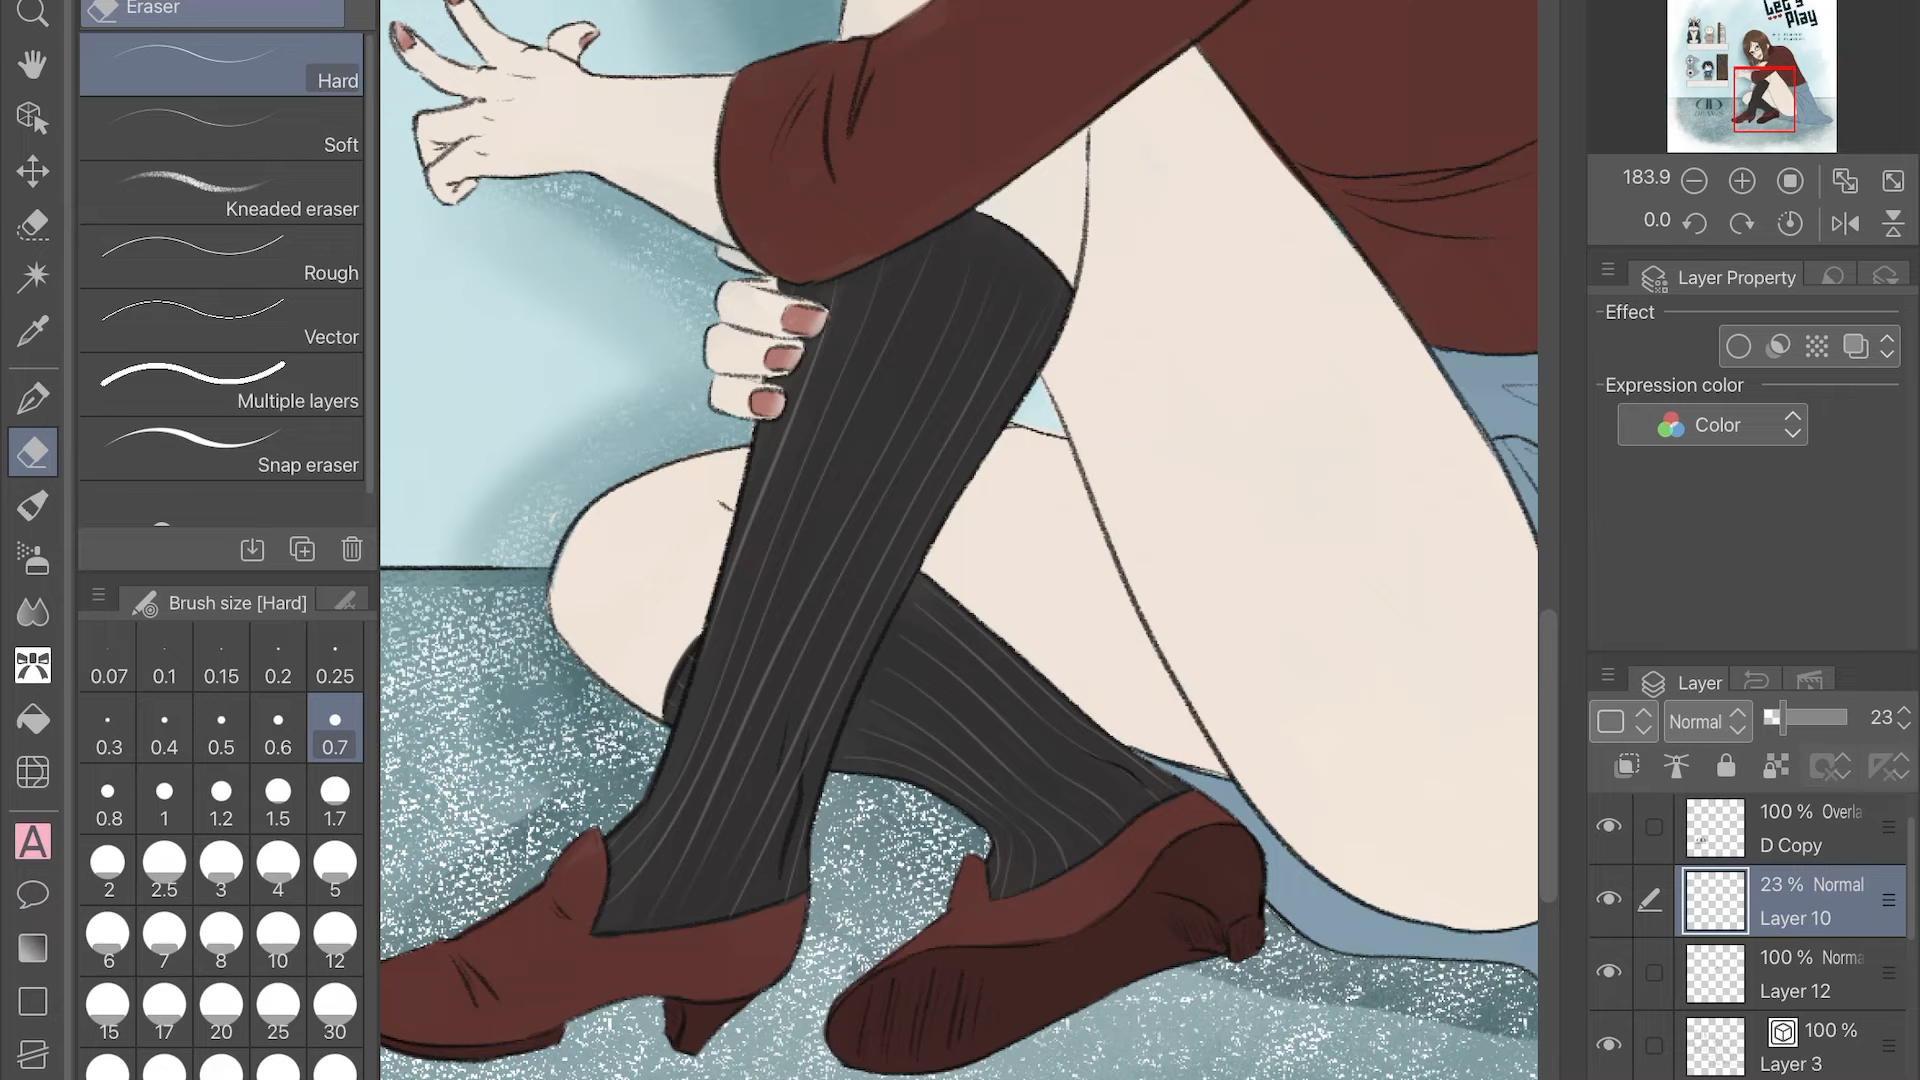 Eraser
Hard
Soft
Kneaded eraser
Rough
Vector
Multiple layers
Snap eraser
Brush size [Hard]
0.07 0.1 0.15 0.2 0.25
0.3 0.4 0.5 0.6 0.7
0.8 1 1.2 1.5 1.7
2 2.5 3 4 5
6 7 8 10 12
15 17 20 25 30
A
Let's
Play
183.9
0.0
Layer Property
Effect
Expression color
Color
Layer
Normal 23
100 % Overla
D Copy
23 % Normal
Layer 10
100 % Norma
Layer 12
100 %
Layer 3